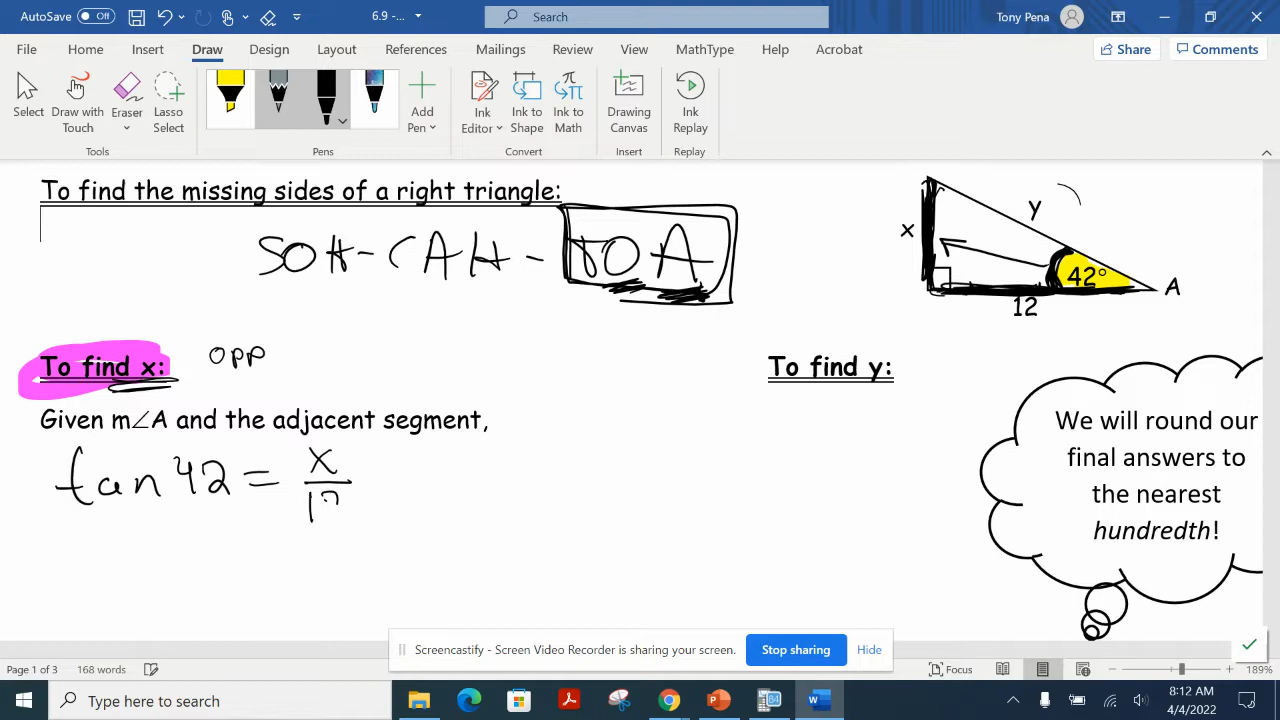 AutoSave Off
6.9 - ...
Search
Tony Pena
File Home Insert Draw Design Layout References Mailings Review View MathType Help Acrobat
Share Comments
Select
Draw with Touch
Eraser
Lasso Select
Add Pen
Ink Editor
Ink to Shape
Ink to Math
Drawing Canvas
Ink Replay
Tools Pens Convert Insert Replay
To find the missing sides of a right triangle:
SOH-CAH-TOA
y
x
42°
A
12
To find x: opp
To find y:
Given m∠A and the adjacent segment,
tan 42 = x/12
We will round our
final answers to
the nearest
hundredth!
Screencastify - Screen Video Recorder is sharing your screen. Stop sharing Hide
Page 1 of 3 168 words
Focus
189%
Type here to search
84
8:12 AM
4/4/2022